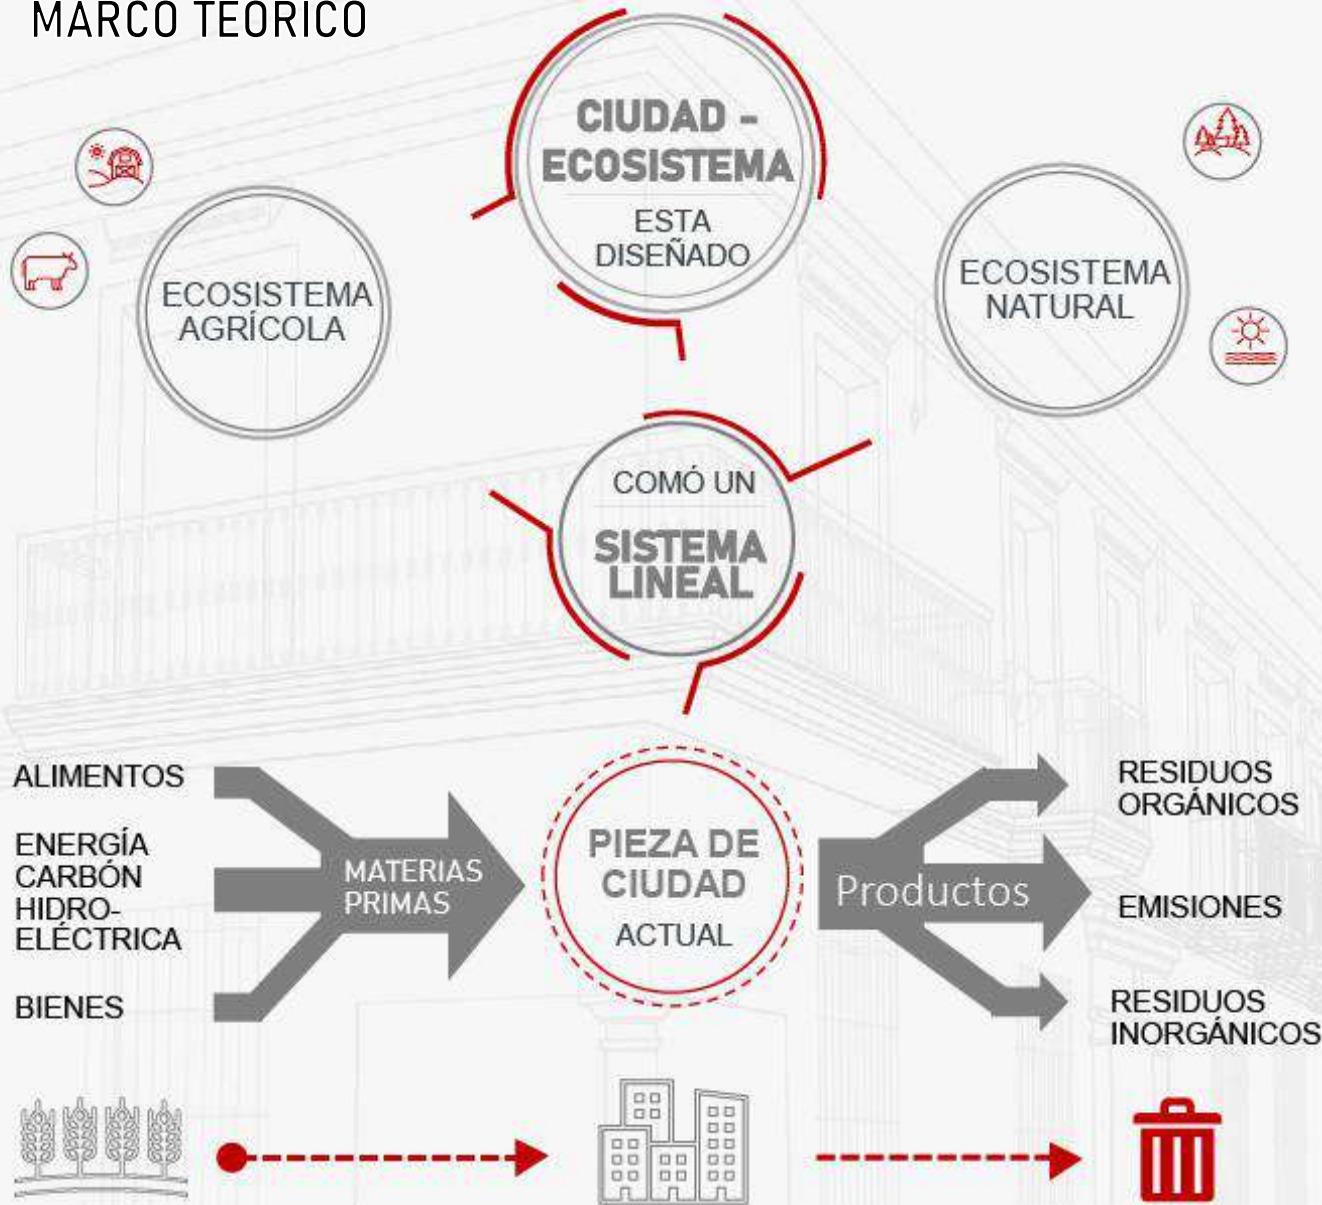 MARCO TEÓRICO
CIUDAD -
ECOSISTEMA
ESTA
DISEÑADO
ECOSISTEMA
AGRÍCOLA
ECOSISTEMA
NATURAL
COMÓ UN
SISTEMA
LINEAL
ALIMENTOS
ENERGÍA
CARBÓN
HIDRO-
ELÉCTRICA
BIENES
MATERIAS
PRIMAS
PIEZA DE
CIUDAD
ACTUAL
Productos
RESIDUOS
ORGÁNICOS
EMISIONES
RESIDUOS
INORGÁNICOS